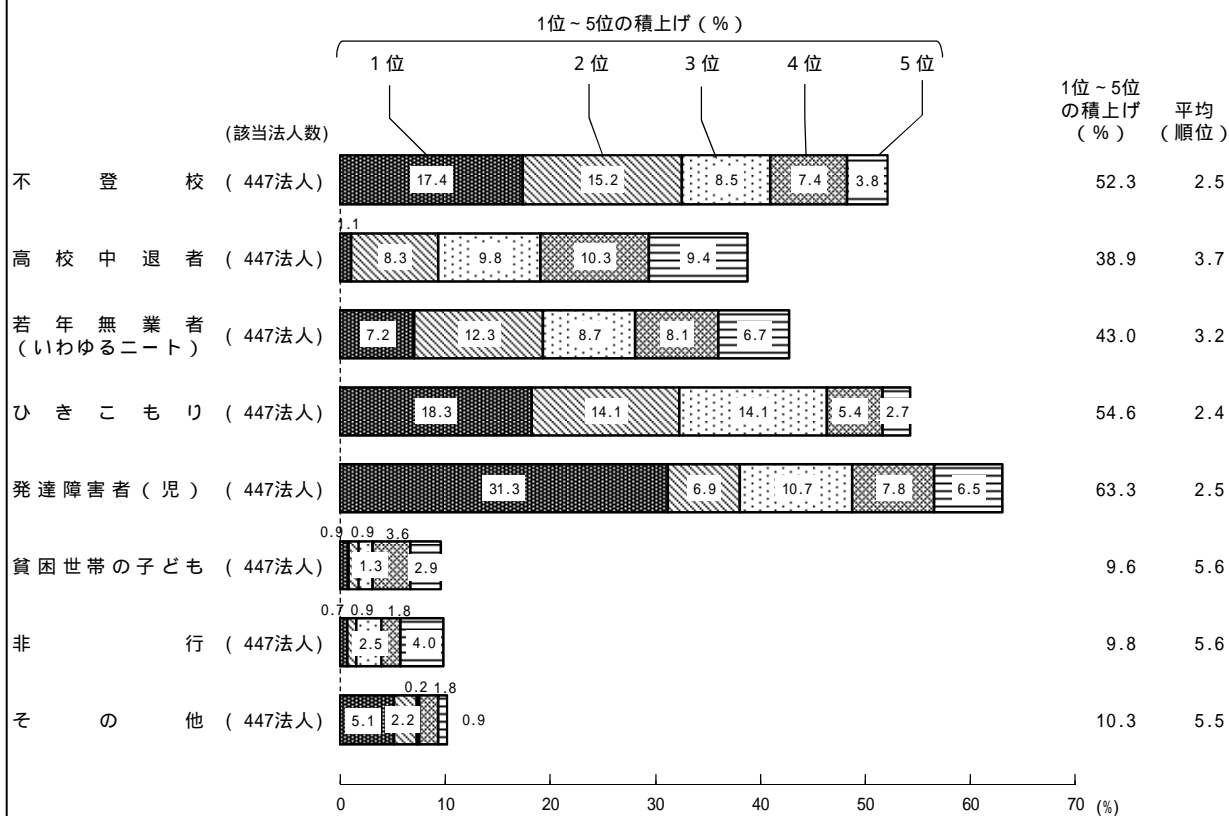 1位~5位の積上げ(%)
1位 2位 3位 4位 5位
1位~5位
の積上げ
(%)
平均
(順位)
(該当法人数)
不登校 (447法人) 17.4 15.2 8.5 7.4 3.8 52.3 2.5
1.1
高校中退者 (447法人) 8.3 9.8 10.3 9.4 38.9 3.7
若年無業者
(いわゆるニート) (447法人) 7.2 12.3 8.7 8.1 6.7 43.0 3.2
ひきこもり (447法人) 18.3 14.1 14.1 5.4 2.7 54.6 2.4
発達障害者(児) (447法人) 31.3 6.9 10.7 7.8 6.5 63.3 2.5
0.9 0.9 3.6
貧困世帯の子ども (447法人) 1.3 2.9 9.6 5.6
0.7 0.9 1.8
非行 (447法人) 2.5 4.0 9.8 5.6
0.2 1.8
その他 (447法人) 5.1 2.2 0.9 10.3 5.5
0 10 20 30 40 50 60 70 (%)